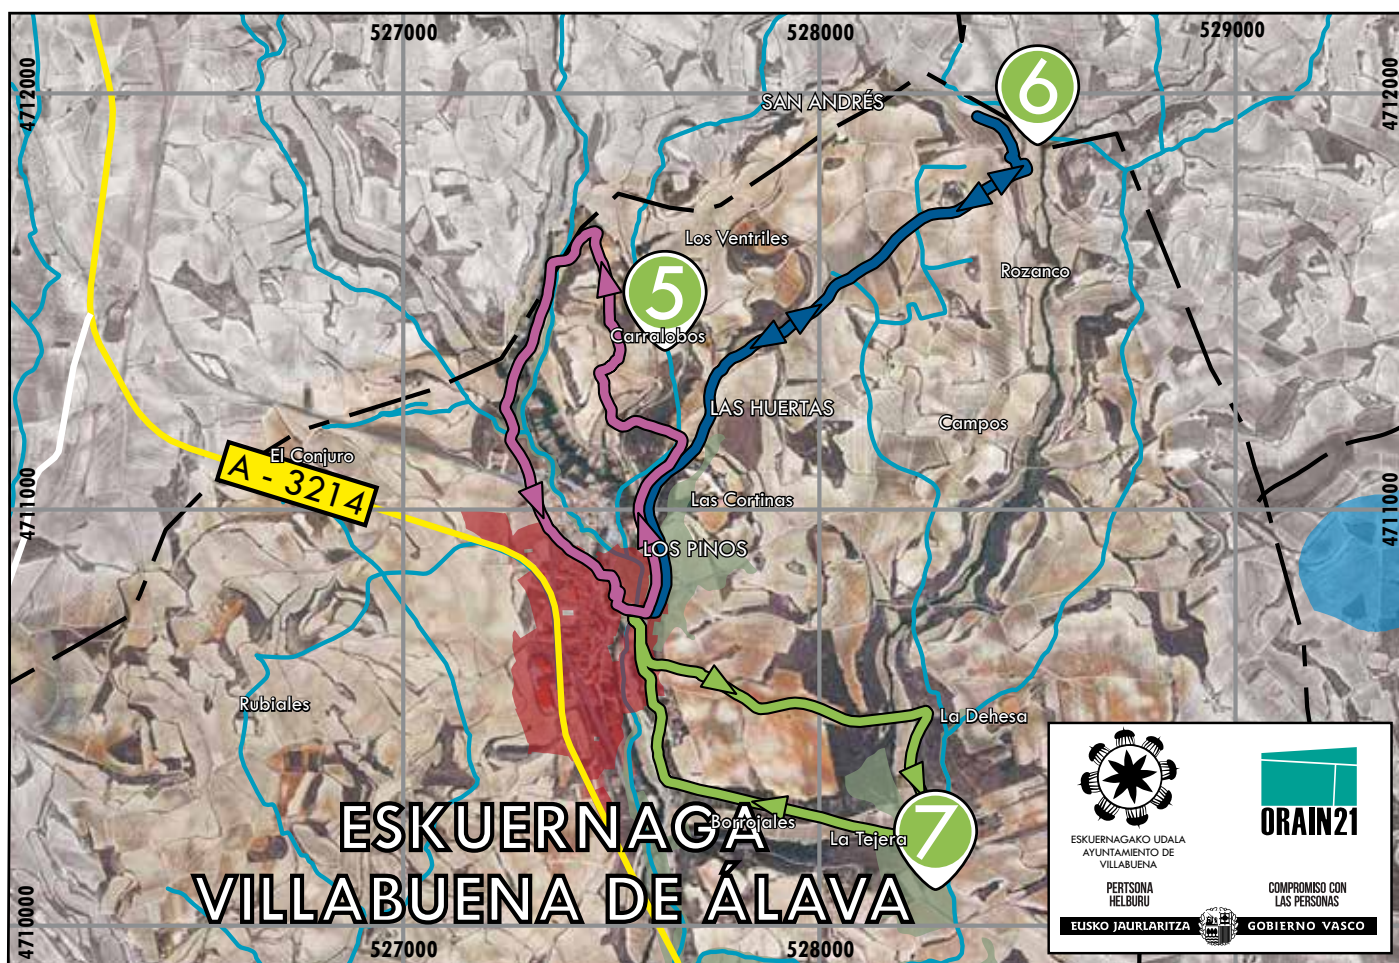 527000
528000
529000
4712000
4712000
6
SAN ANDRÉS
Los Ventriles
5
Rozanco
Carralobos
LAS HUERTAS
Campos
El Conjuro
A - 3214
4711000
4711000
Las Cortinas
LOS PINOS
Rubiales
La Dehesa
7
Borrojales
La Tejera
ESKUERNAGA
VILLABUENA DE ÁLAVA
4710000
527000
528000
ESKUERNAGAKO UDALA
AYUNTAMIENTO DE
VILLABUENA
ORAIN21
PERTSONA
HELBURU
COMPROMISO CON
LAS PERSONAS
EUSKO JAURLARITZA
GOBIERNO VASCO